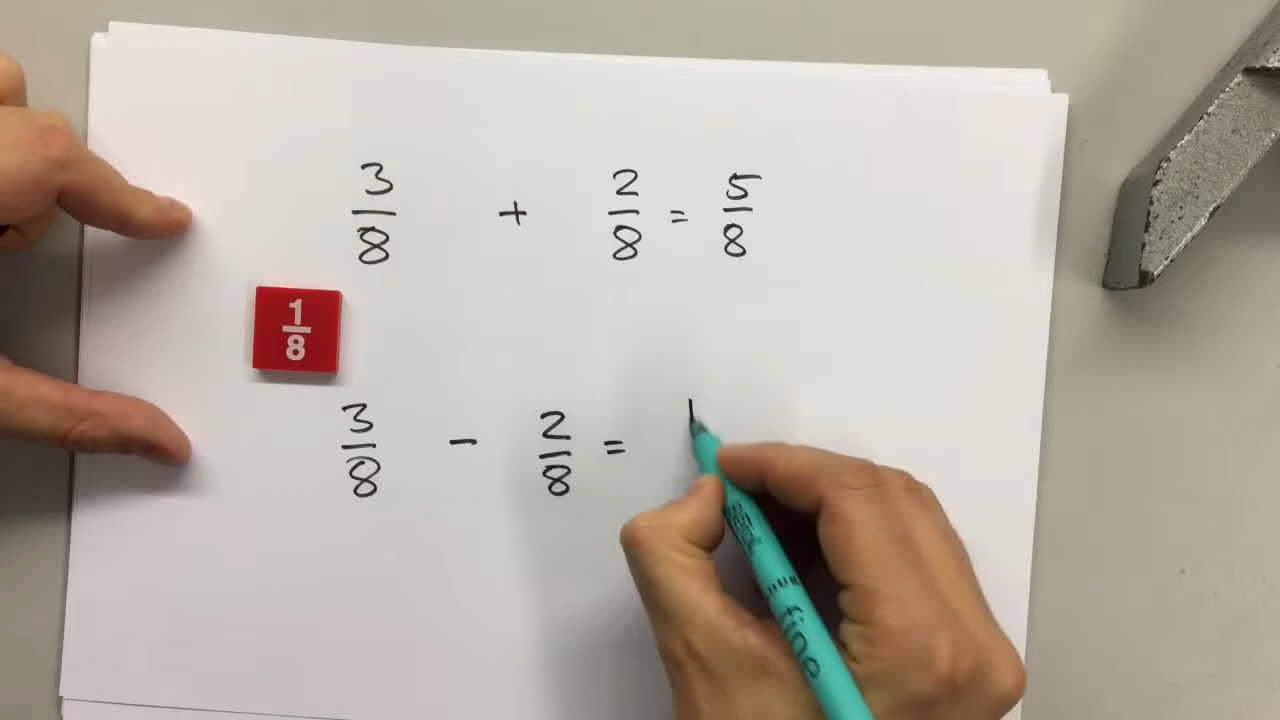 3/8 + 2/8 = 5/8
1/8
3/8 - 2/8 = 1
fine